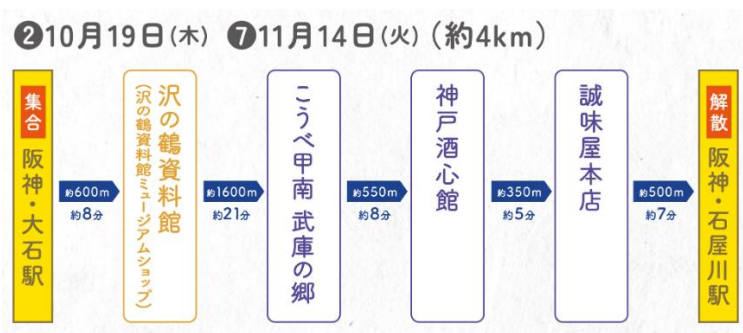 ❷10月19日(木) ❼11月14日(火)(約4km)
集合
阪神・大石駅
約600m
約8分
沢の鶴資料館
(沢の鶴資料館ミュージアムショップ)
約1600m
約21分
こうべ甲南 武庫の郷
約550m
約8分
神戸酒心館
約350m
約5分
誠味屋本店
約500m
約7分
解散
阪神・石屋川駅